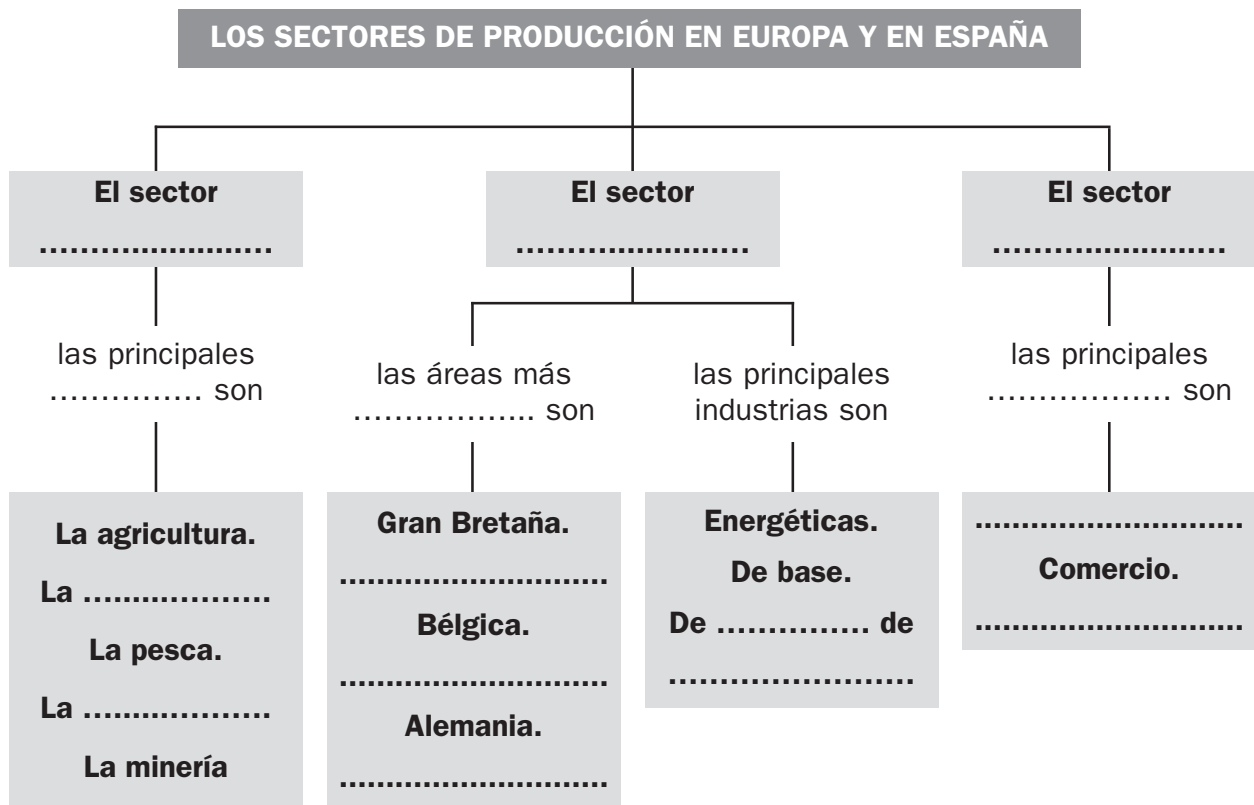 LOS SECTORES DE PRODUCCIÓN EN EUROPA Y EN ESPAÑA
El sector
........................
las principales
............... son
La agricultura.
La ...................
La pesca.
La ...................
La minería
El sector
........................
las áreas más
.................. son
Gran Bretaña.
............................
Bélgica.
............................
Alemania.
............................
las principales
industrias son
Energéticas.
De base.
De ............... de
........................
El sector
........................
las principales
.................. son
............................
Comercio.
............................